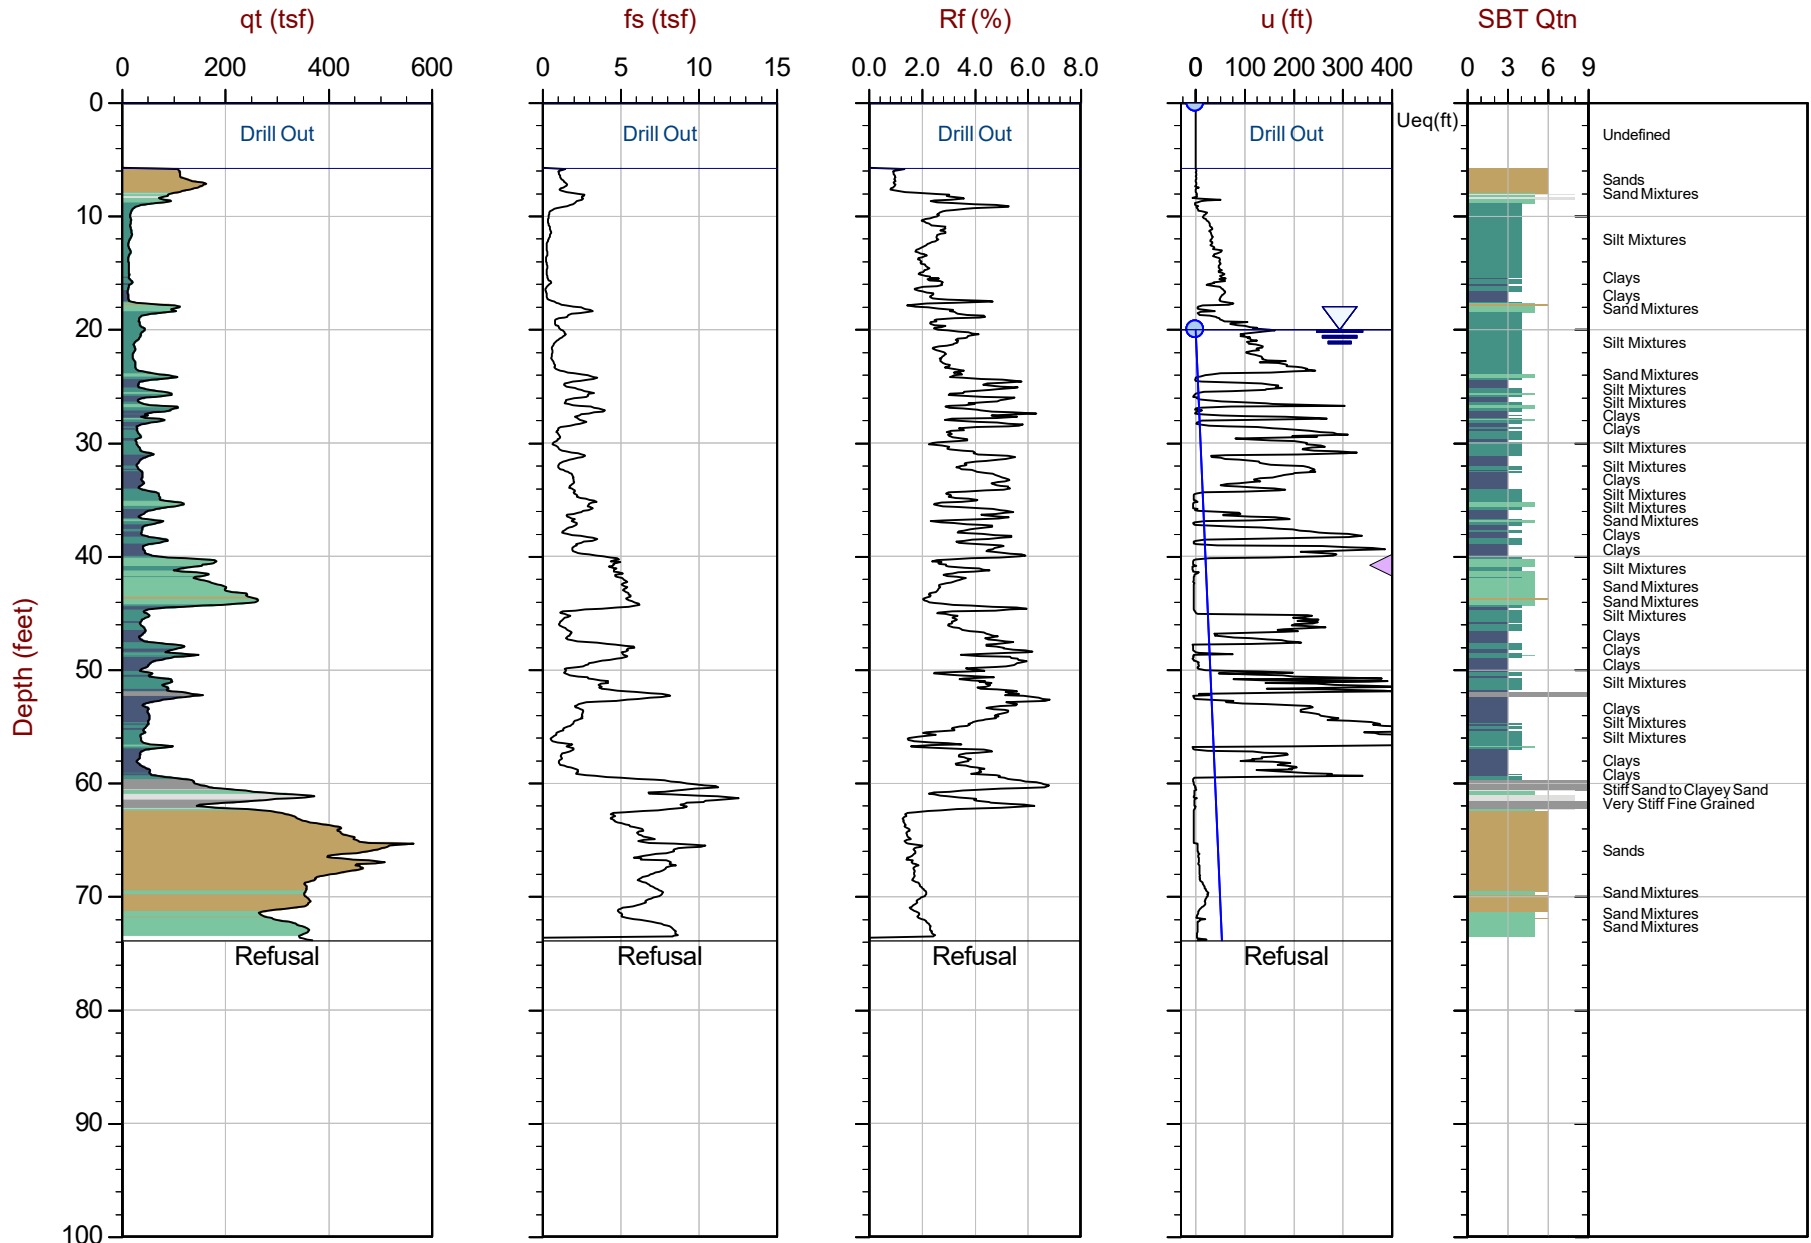 qt (tsf) fs (tsf) Rf (%) u (ft) SBT Qtn
0 200 400 600 0 5 10 15 0.0 2.0 4.0 6.0 8.0 0 100 200 300 400 0 3 6 9
0
Ueq(ft)
Drill Out Drill Out Drill Out Drill Out Undefined
Sands
Sand Mixtures
10
Silt Mixtures
Clays
Clays
Sand Mixtures
20
Silt Mixtures
Sand Mixtures
Silt Mixtures
Silt Mixtures
Clays
Clays
30
Silt Mixtures
Silt Mixtures
Clays
Silt Mixtures
Silt Mixtures
Sand Mixtures
Clays
Clays
40
Silt Mixtures
Sand Mixtures
Sand Mixtures
Silt Mixtures
Clays
Clays
Clays
50
Silt Mixtures
Clays
Silt Mixtures
Silt Mixtures
Clays
Clays
60
Stiff Sand to Clayey Sand
Very Stiff Fine Grained
Depth (feet)
Sands
70
Sand Mixtures
Sand Mixtures
Sand Mixtures
Refusal Refusal Refusal Refusal
80
90
100